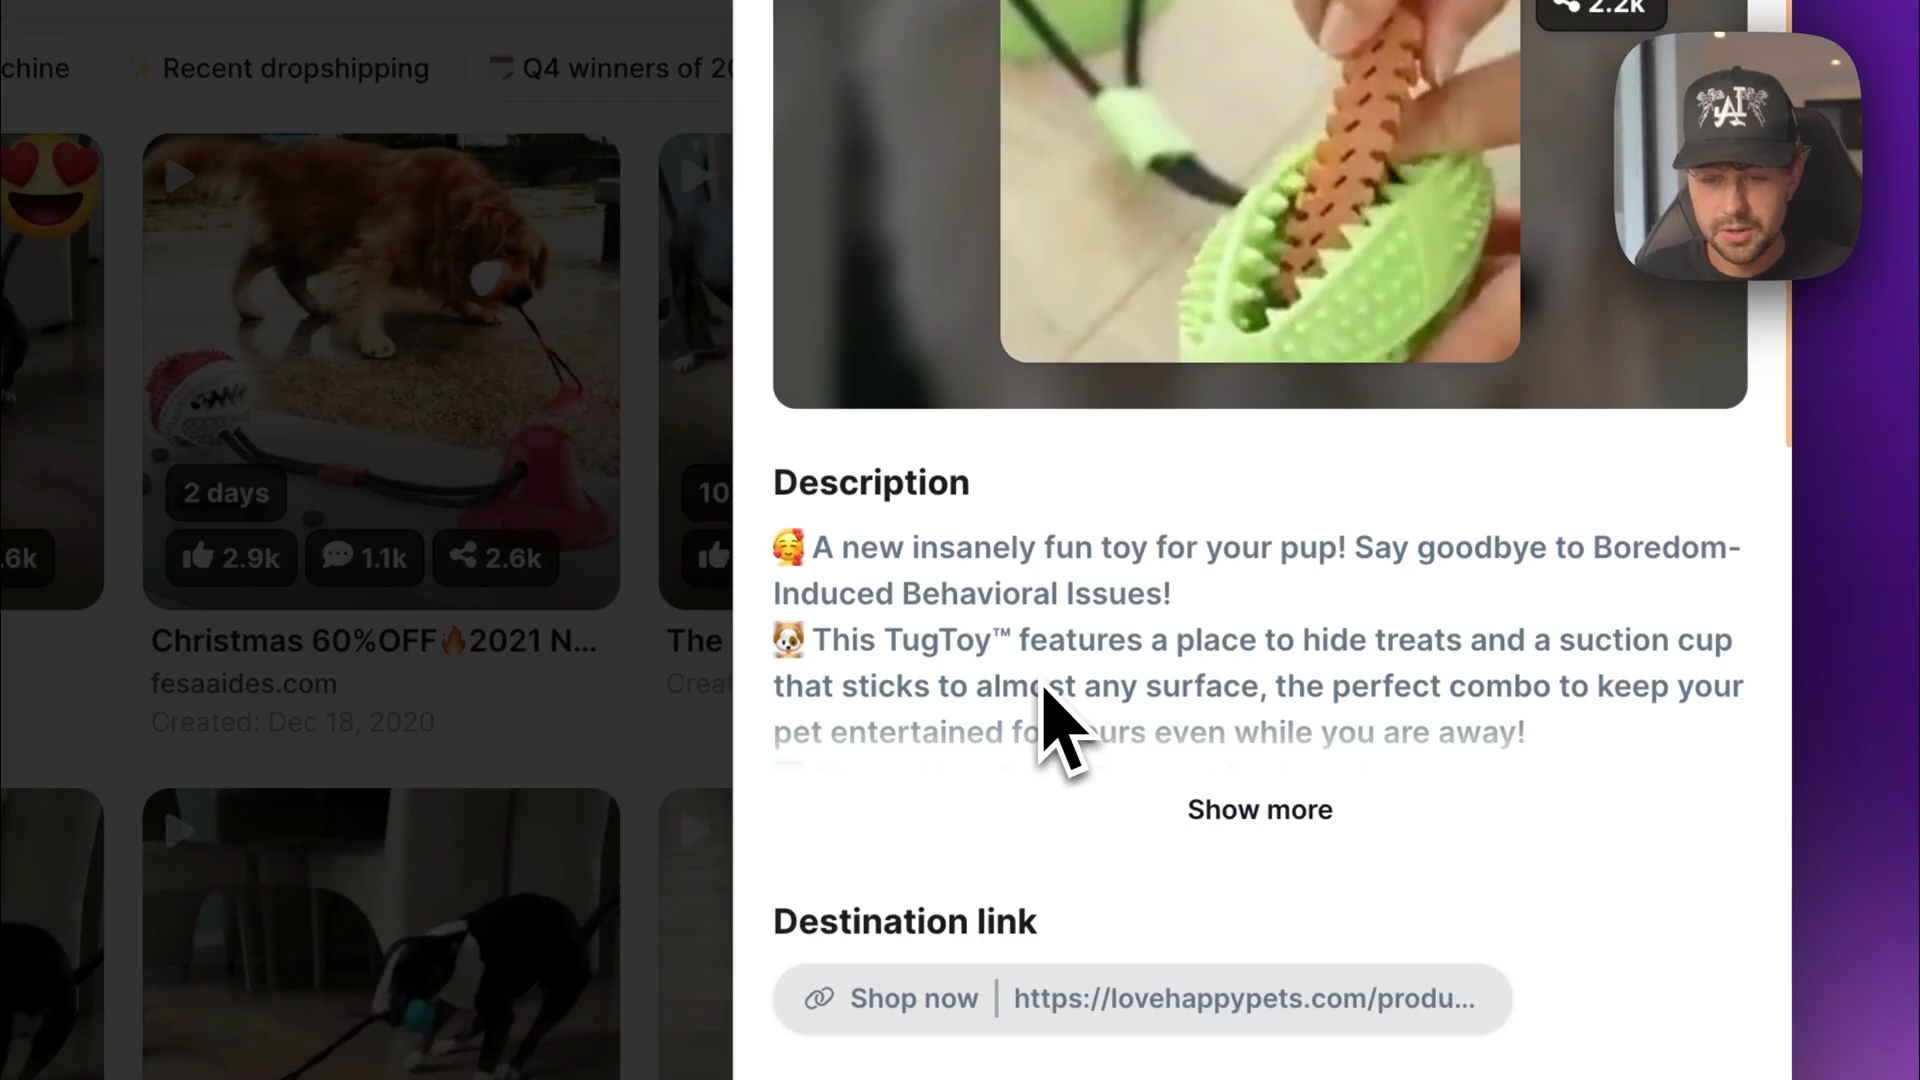 chine
✨ Recent dropshipping
Q4 winners of 20
2.2k
AI
2 days
10
.6k
2.9k
1.1k
2.6k
Christmas 60%OFF🔥2021 N...
The
fesaaides.com
Crea
Created: Dec 18, 2020
Description
🥰 A new insanely fun toy for your pup! Say goodbye to Boredom-
Induced Behavioral Issues!
🐶 This TugToy™ features a place to hide treats and a suction cup
that sticks to almost any surface, the perfect combo to keep your
pet entertained fo urs even while you are away!
Show more
Destination link
Shop now | https://lovehappypets.com/produ...